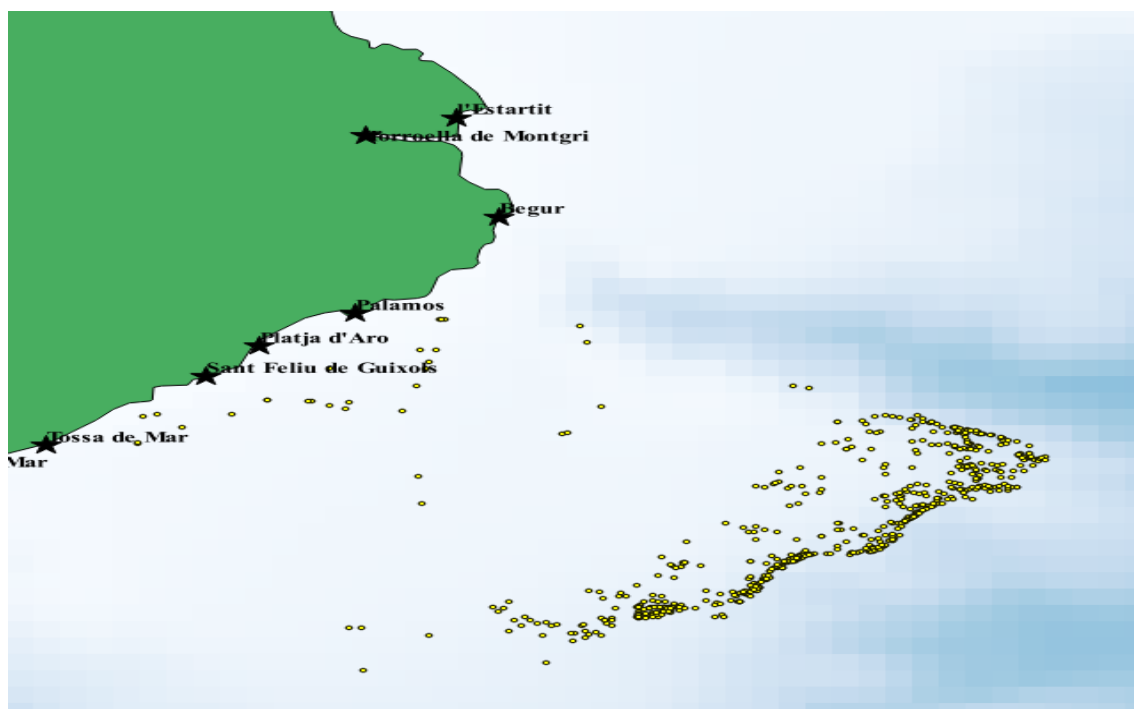 l'Estartit
Torroella de Montgri
Begur
Palamos
Platja d'Aro
Sant Feliu de Guixols
Tossa de Mar
Mar